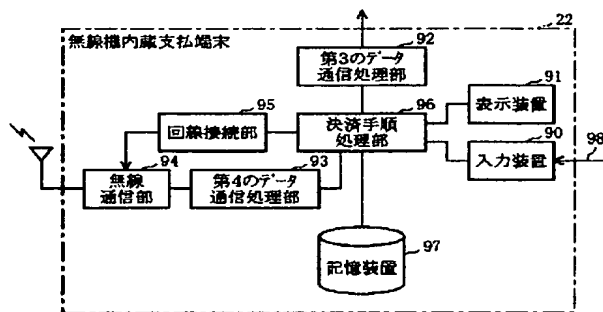 22
無線機内蔵支払端末
92
第3のデータ
通信処理部
91
表示装置
95
回線接続部
96
決済手順
処理部
90
入力装置
98
94
無線
通信部
93
第4のデータ
通信処理部
97
記憶装置